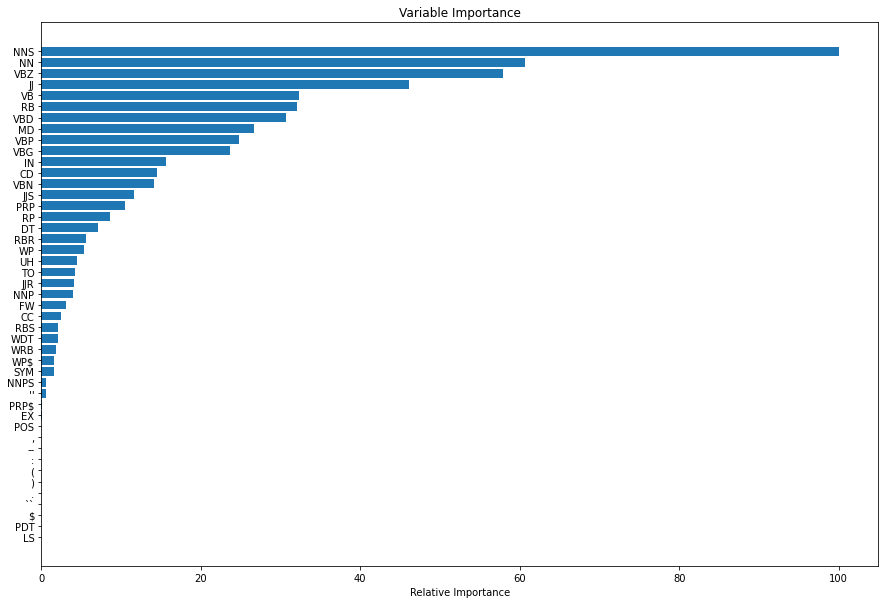 Variable Importance
NNS
NN
VBZ
JJ
VB
RB
VBD
MD
VBP
VBG
IN
CD
VBN
JJS
PRP
RP
DT
RBR
WP
UH
TO
JJR
NNP
FW
CC
RBS
WDT
WRB
WP$
SYM
NNPS
''
PRP$
EX
POS
,
_
:
(
)
.
``
$
PDT
LS
0 20 40 60 80 100
Relative Importance